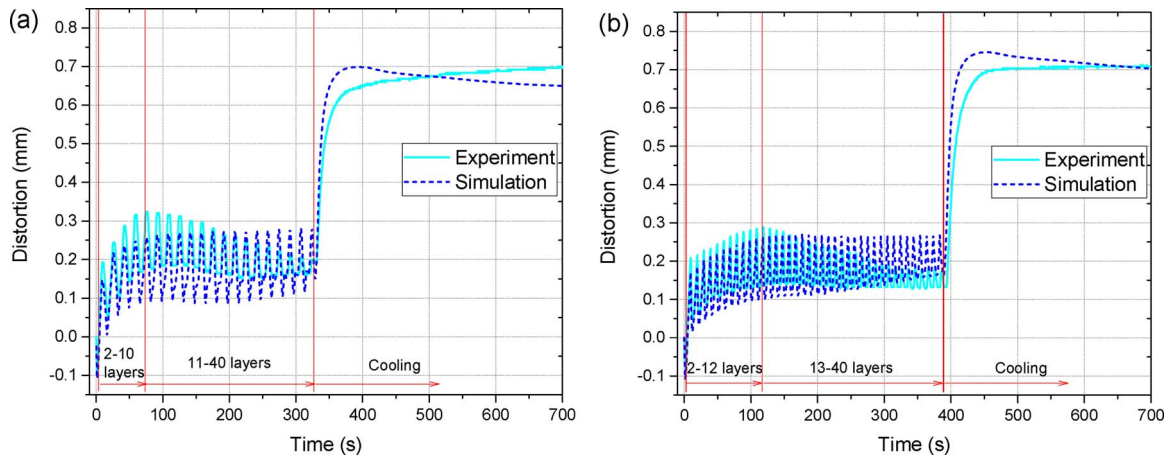 (a)
0.8
0.7
0.6
0.5
0.4
0.3
0.2
0.1
0.0
-0.1
Distortion (mm)
Experiment
Simulation
2-10
layers
11-40 layers
Cooling
0 100 200 300 400 500 600 700
Time (s)
(b)
0.8
0.7
0.6
0.5
0.4
0.3
0.2
0.1
0.0
-0.1
Distortion (mm)
Experiment
Simulation
2-12 layers
13-40 layers
Cooling
0 100 200 300 400 500 600 700
Time (s)